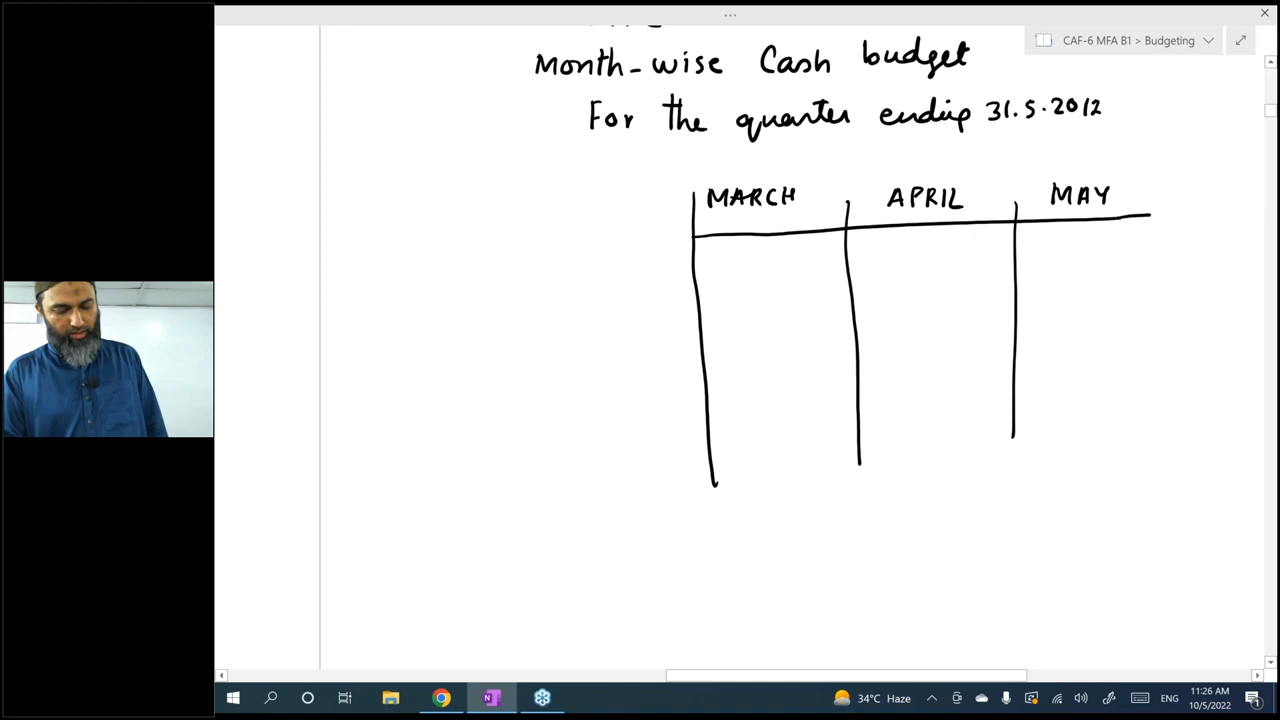 CAF-6 MFA B1 > Budgeting
Month-wise Cash budget
For the quarter ending 31.5.2012
MARCH APRIL MAY
34°C Haze
ENG
11:26 AM
10/5/2022